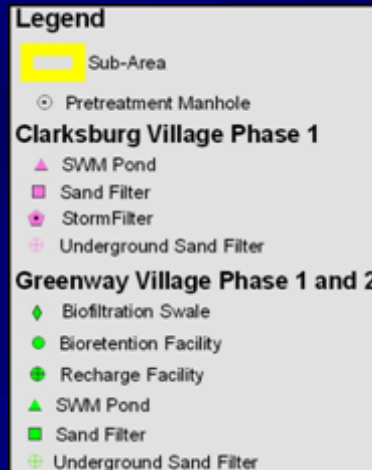 Legend
Sub-Area
Pretreatment Manhole
Clarksburg Village Phase 1
SWM Pond
Sand Filter
StormFilter
Underground Sand Filter
Greenway Village Phase 1 and 2
Biofiltration Swale
Bioretention Facility
Recharge Facility
SWM Pond
Sand Filter
Underground Sand Filter